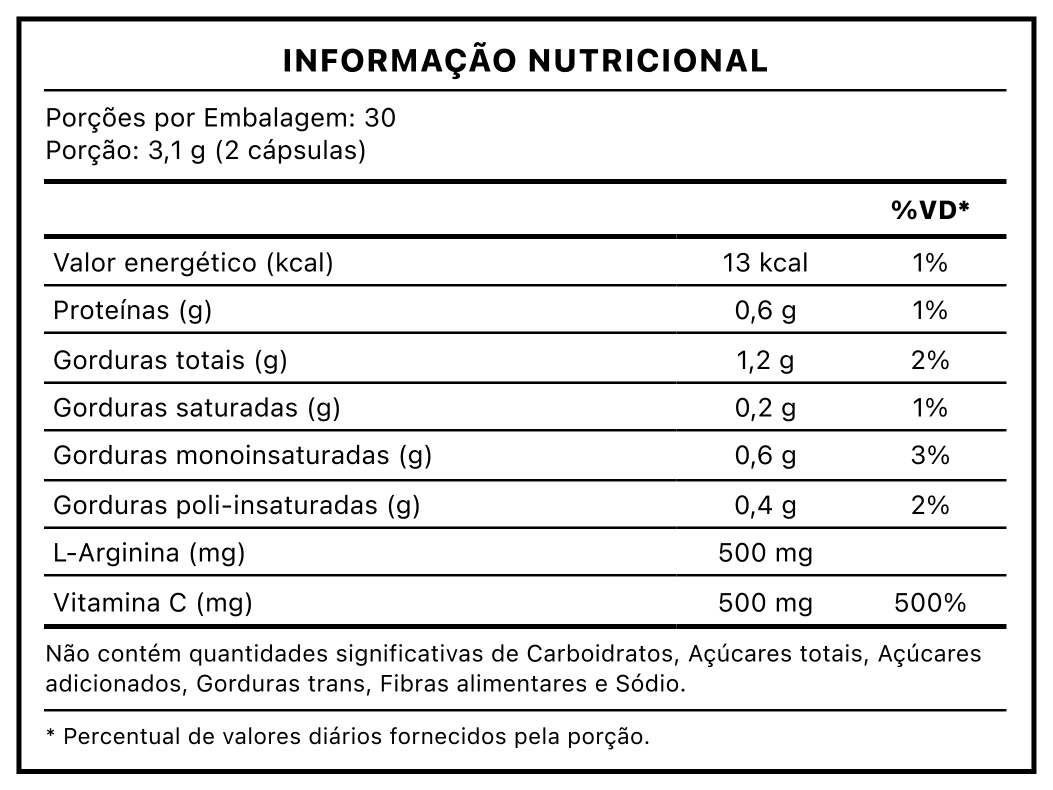 INFORMAÇÃO NUTRICIONAL
Porções por Embalagem: 30
Porção: 3,1 g (2 cápsulas)
%VD*
Valor energético (kcal) 13 kcal 1%
Proteínas (g) 0,6 g 1%
Gorduras totais (g) 1,2 g 2%
Gorduras saturadas (g) 0,2 g 1%
Gorduras monoinsaturadas (g) 0,6 g 3%
Gorduras poli-insaturadas (g) 0,4 g 2%
L-Arginina (mg) 500 mg
Vitamina C (mg) 500 mg 500%
Não contém quantidades significativas de Carboidratos, Açúcares totais, Açúcares
adicionados, Gorduras trans, Fibras alimentares e Sódio.
* Percentual de valores diários fornecidos pela porção.